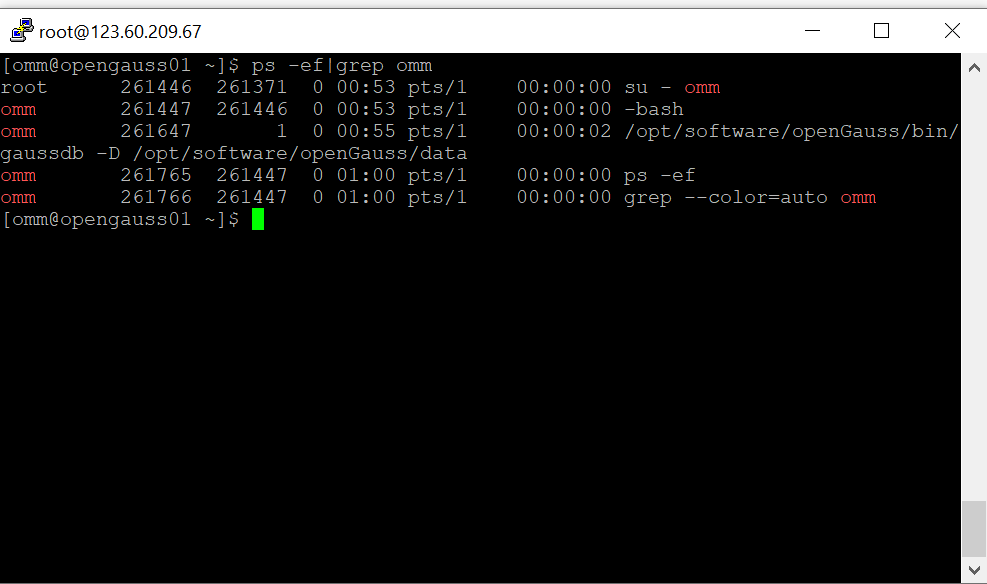 root@123.60.209.67
[omm@opengauss01 ~]$ ps -ef|grep omm
root      261446  261371  0 00:53 pts/1    00:00:00 su - omm
omm       261447  261446  0 00:53 pts/1    00:00:00 -bash
omm       261647       1  0 00:55 pts/1    00:00:02 /opt/software/openGauss/bin/
gaussdb -D /opt/software/openGauss/data
omm       261765  261447  0 01:00 pts/1    00:00:00 ps -ef
omm       261766  261447  0 01:00 pts/1    00:00:00 grep --color=auto omm
[omm@opengauss01 ~]$